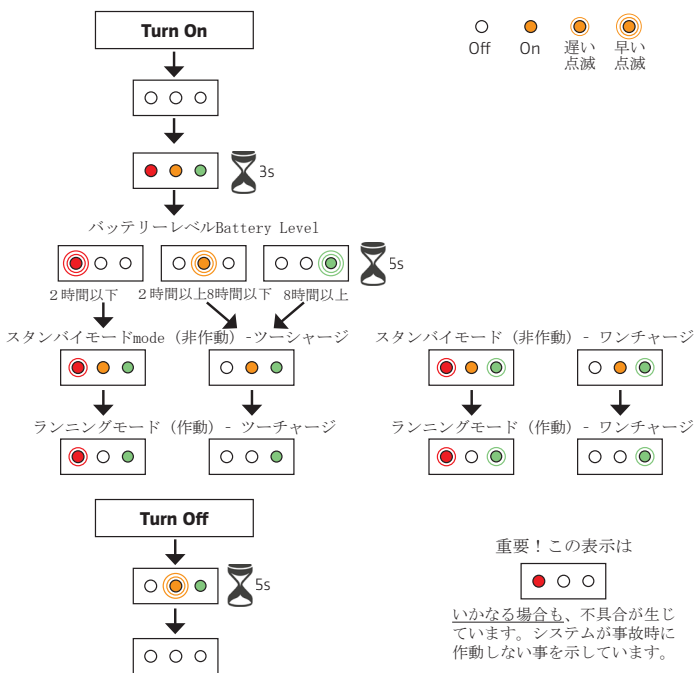 Turn On
Off
On
遅い
点滅
早い
点滅
3s
バッテリーレベルBattery Level
5s
2時間以下
2時間以上8時間以下
8時間以上
スタンバイモードmode (非作動) -ツーシャージ
スタンバイモード (非作動) - ワンチャージ
ランニングモード (作動) - ツーチャージ
ランニングモード (作動) - ワンチャージ
Turn Off
5s
重要！この表示は
いかなる場合も、不具合が生じ
ています。システムが事故時に
作動しない事を示しています。